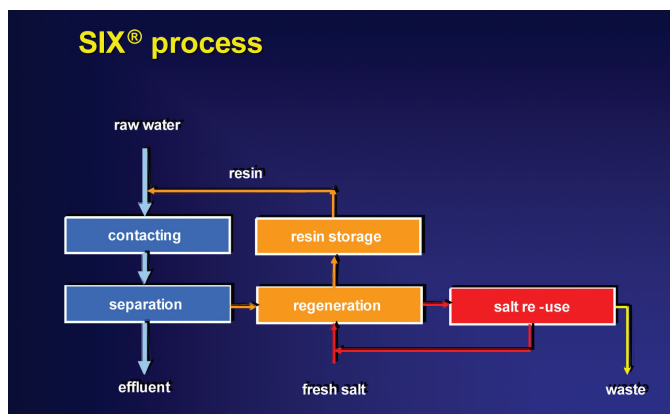 SIX® process
raw water
resin
contacting
resin storage
separation
regeneration
salt re -use
effluent
fresh salt
waste